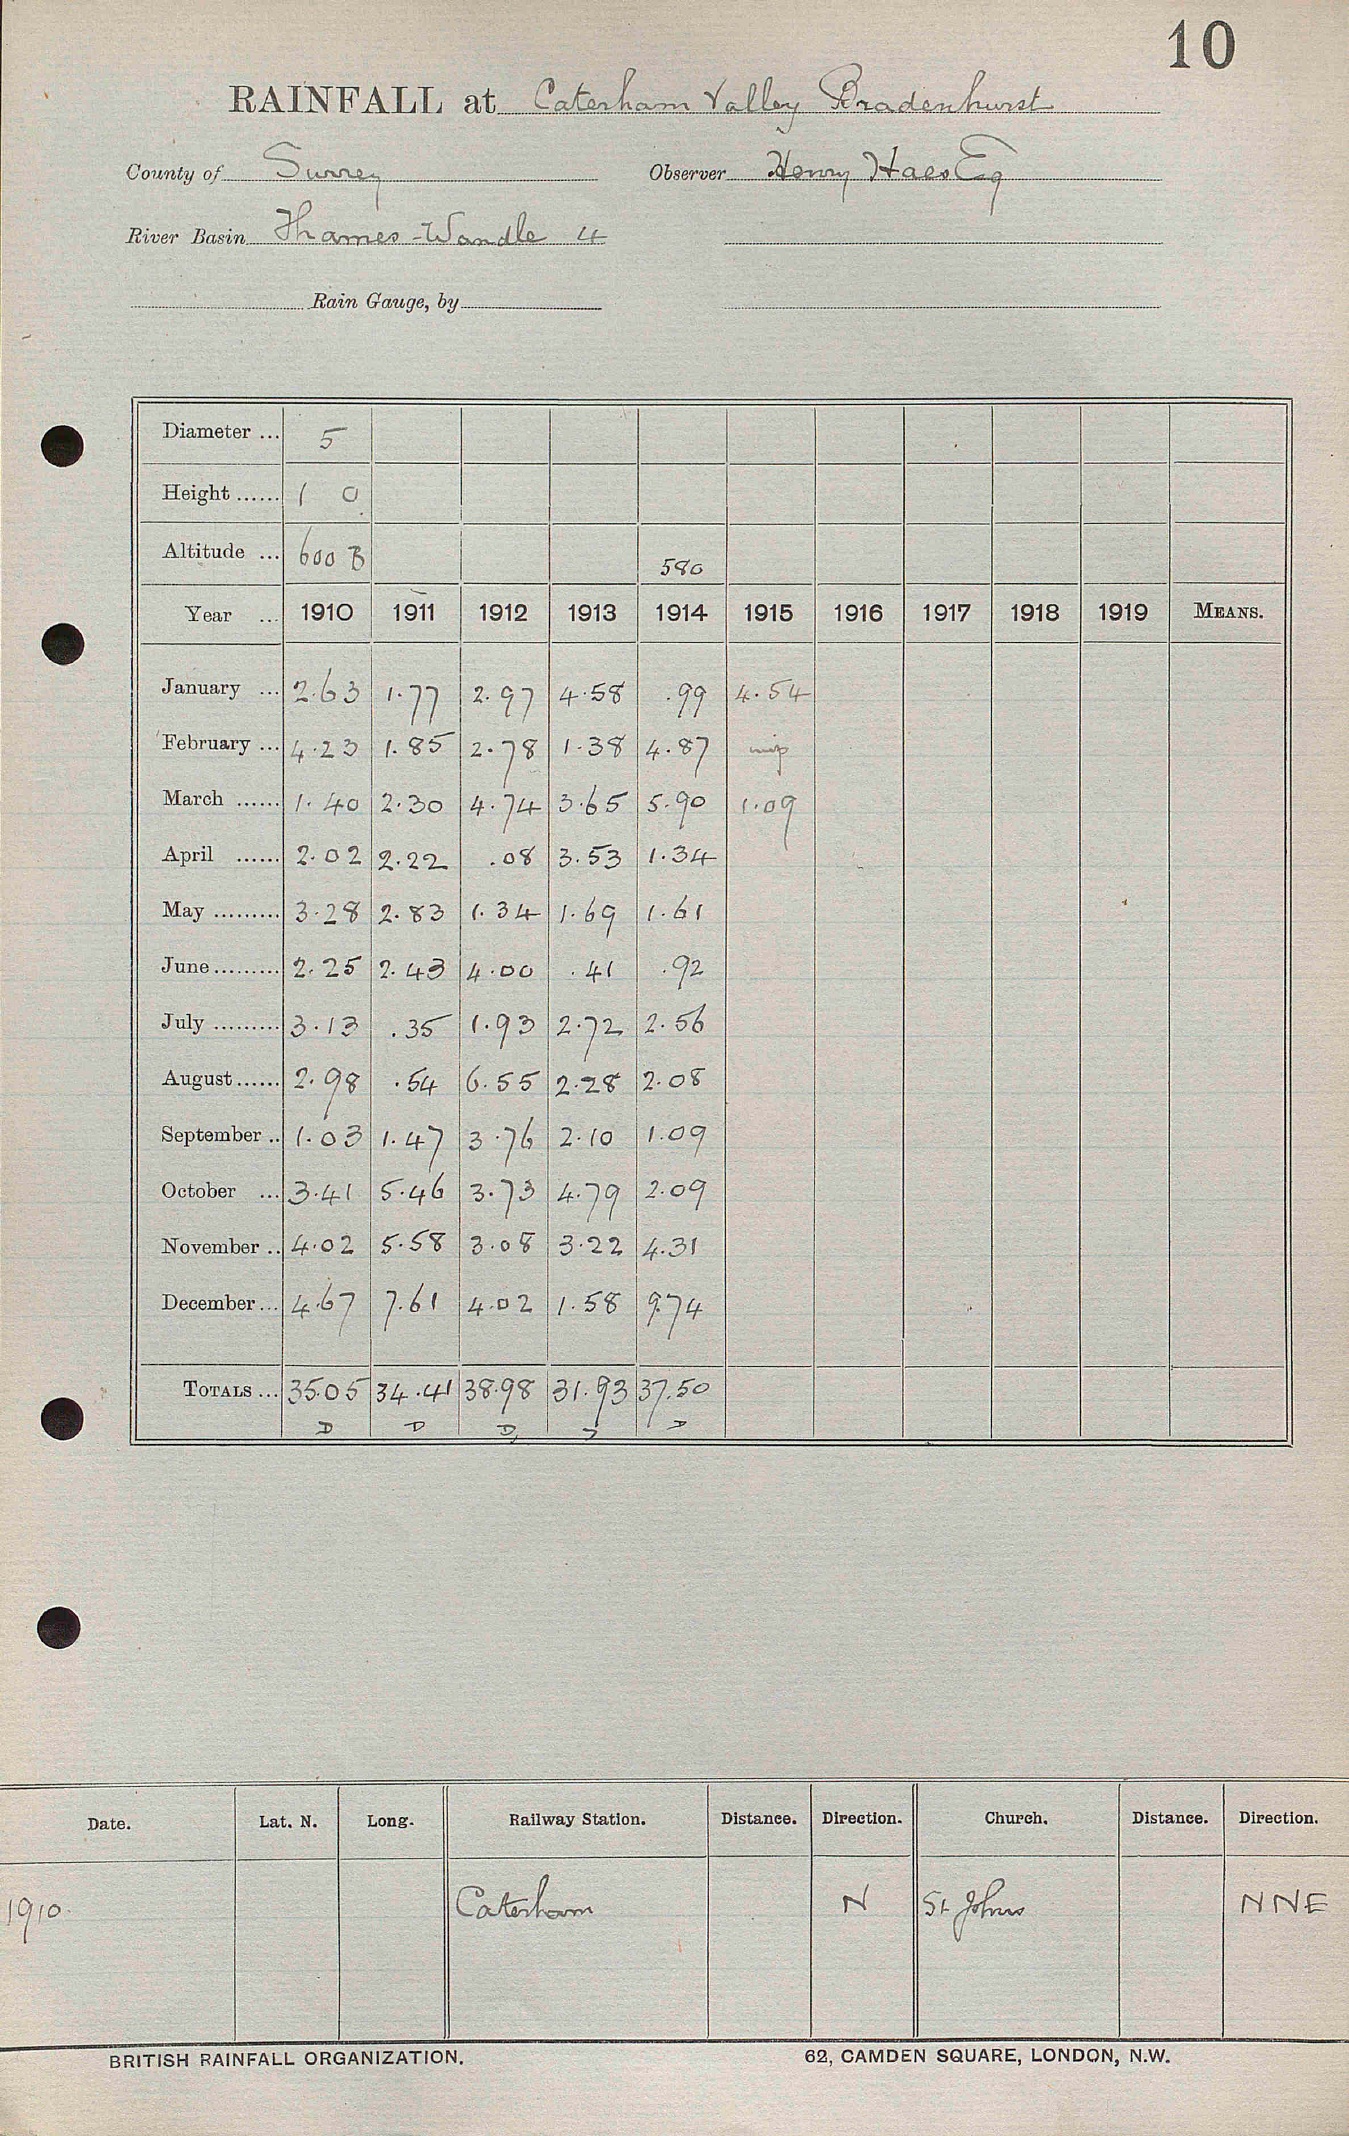 10
RAINFALL at Caterham Valley Bradenhurst
County of Surrey Observer Henry Haes Esq
River Basin Thames - Wandle 4
Rain Gauge, by
Diameter ... 5
Height ...... 1 0
Altitude ... 600 B 580
Year ... 1910 1911 1912 1913 1914 1915 1916 1917 1918 1919 MEANS.
January ... 2.63 1.77 2.97 4.58 .99 4.54
February ... 4.23 1.85 2.78 1.38 4.87
March ...... 1.40 2.30 4.74 3.65 5.90 1.09
April ...... 2.02 2.22 .08 3.53 1.34
May ......... 3.28 2.83 1.34 1.69 1.61
June ......... 2.25 2.43 4.00 .41 .92
July ......... 3.13 .35 1.93 2.72 2.56
August ...... 2.98 .54 6.55 2.28 2.08
September .. 1.03 1.47 3.76 2.10 1.09
October ... 3.41 5.46 3.73 4.79 2.09
November .. 4.02 5.58 3.08 3.22 4.31
December ... 4.67 7.61 4.02 1.58 9.74
TOTALS ... 35.05 34.41 38.98 31.93 37.50
D D D D
Date. Lat. N. Long. Railway Station. Distance. Direction. Church. Distance. Direction.
1910. Caterham N St Johns NNE
BRITISH RAINFALL ORGANIZATION. 62, CAMDEN SQUARE, LONDON, N.W.